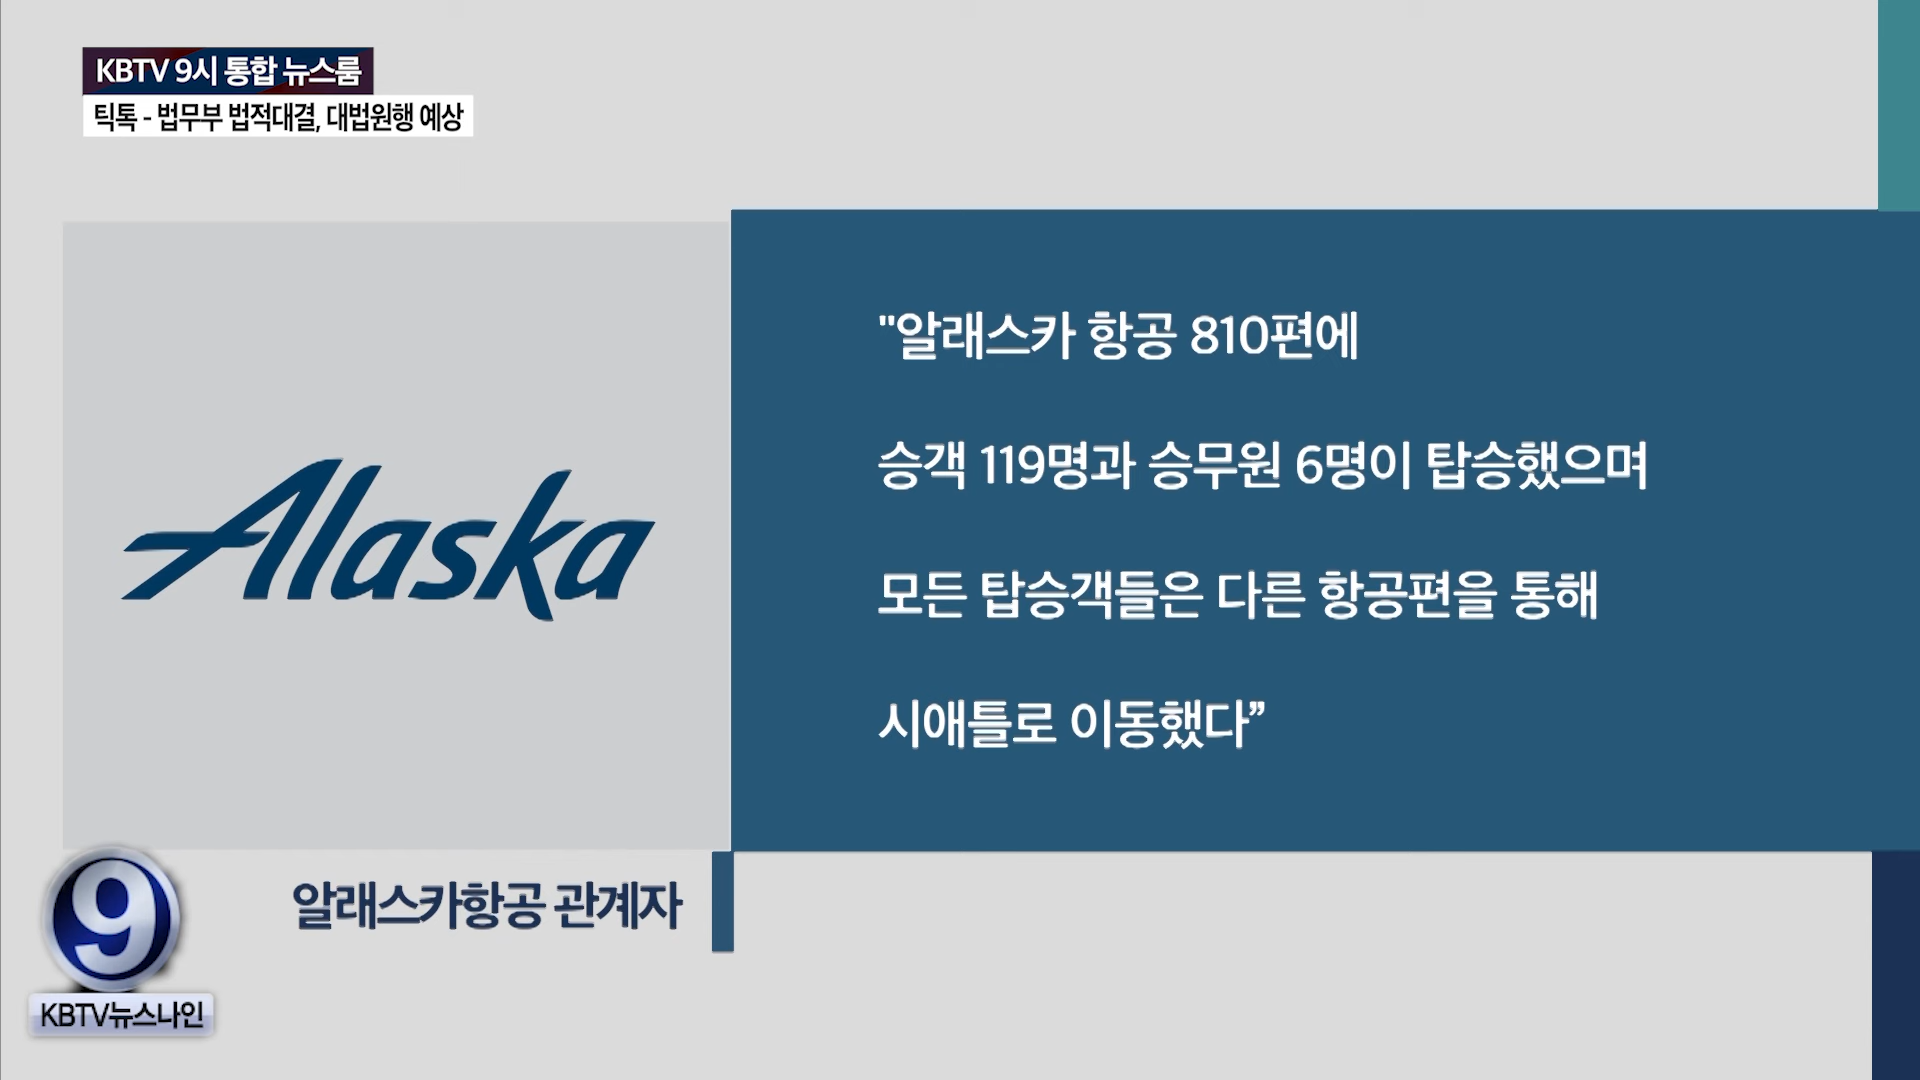 KBTV 9시 통합 뉴스룸
틱톡 - 법무부 법적대결, 대법원행 예상
"알래스카 항공 810편에
승객 119명과 승무원 6명이 탑승했으며
모든 탑승객들은 다른 항공편을 통해
시애틀로 이동했다”
Alaska
알래스카항공 관계자
9
KBTV뉴스나인